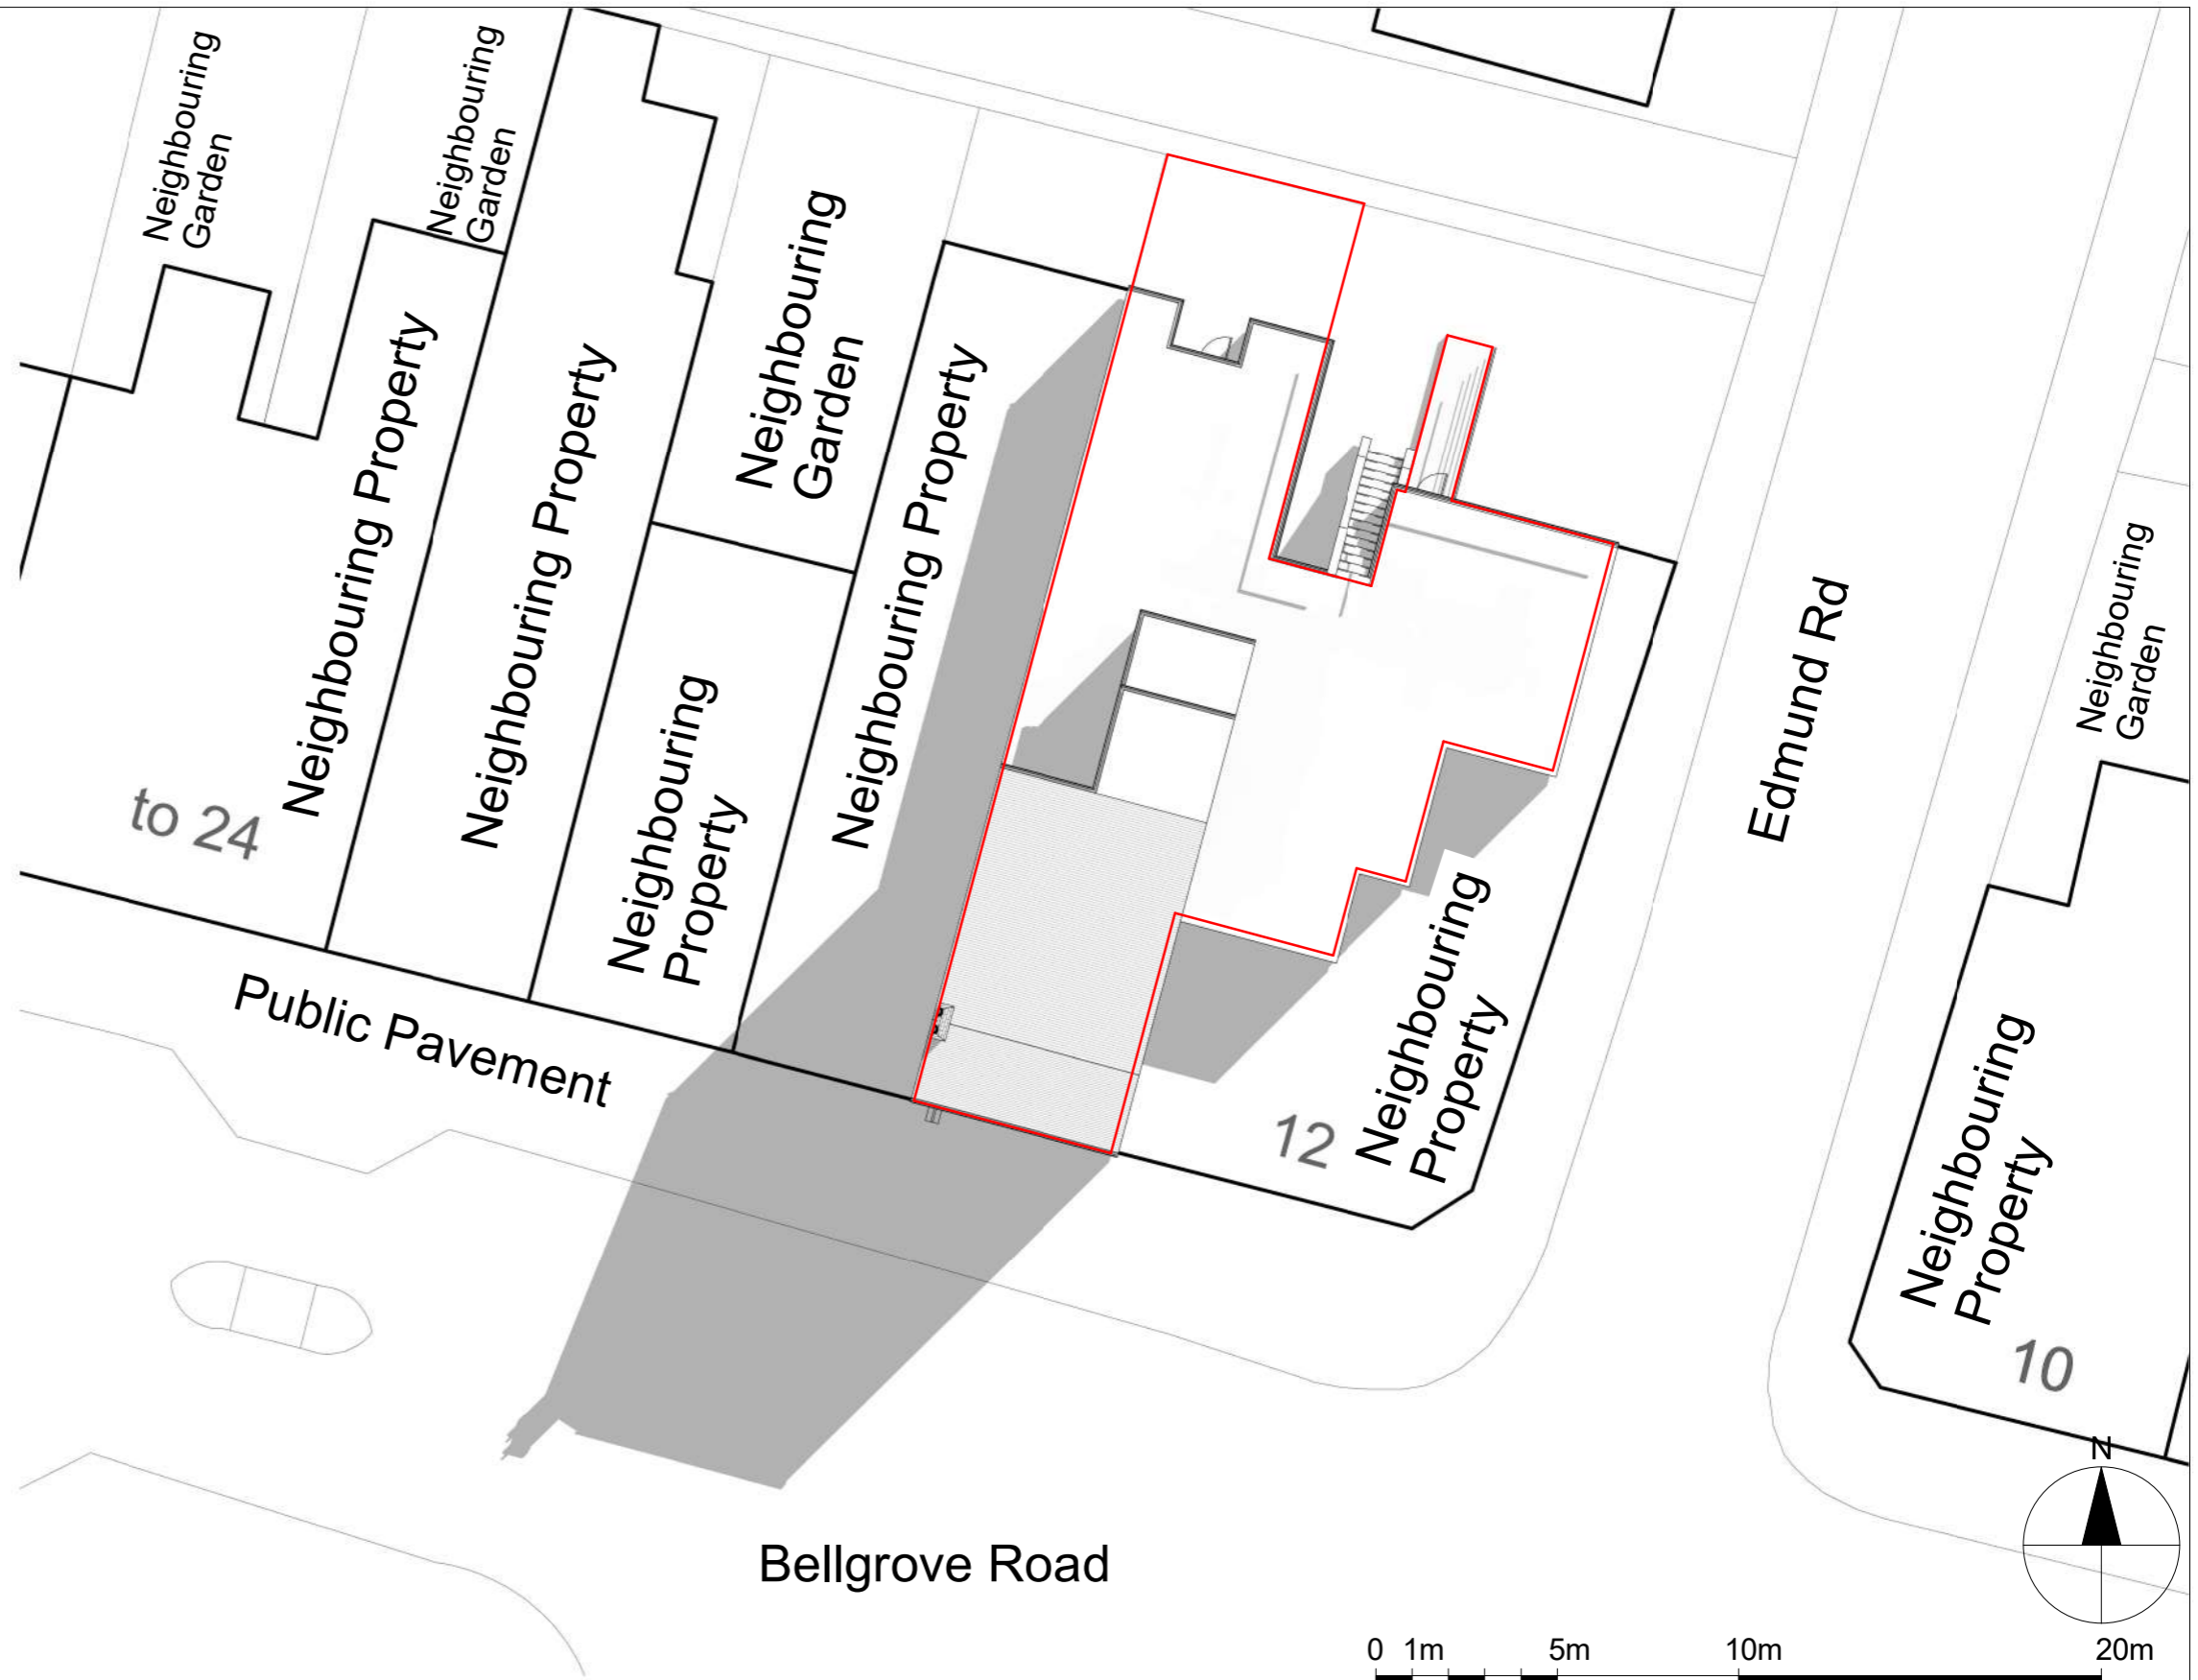 Neighbouring
Garden
Neighbouring
Garden
Neighbouring
Garden
Neighbouring Property
Neighbouring Property
Neighbouring
Property
Neighbouring Property
to 24
Public Pavement
Edmund Rd
Neighbouring
Garden
Neighbouring
Property
12
Neighbouring
Property
10
N
Bellgrove Road
0 1m 5m 10m 20m